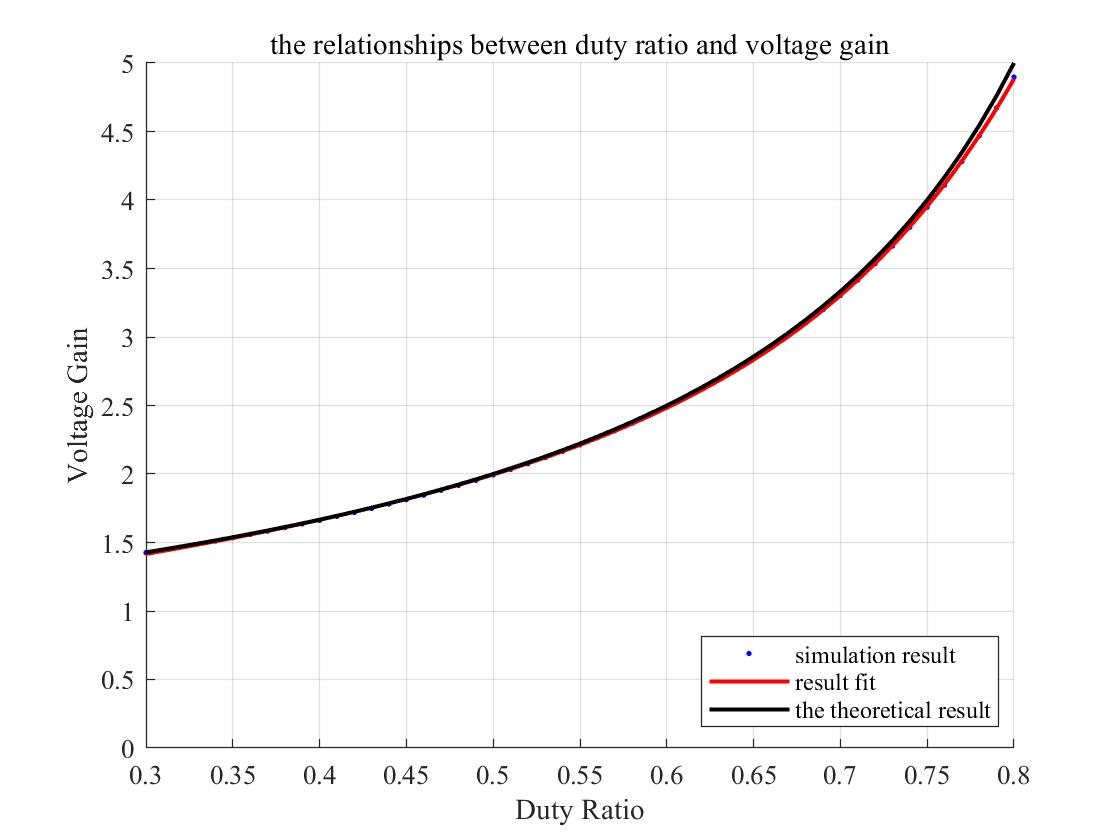 the relationships between duty ratio and voltage gain
5
4.5
4
3.5
3
2.5
2
1.5
1
0.5
0
Voltage Gain
simulation result
result fit
the theoretical result
0.3 0.35 0.4 0.45 0.5 0.55 0.6 0.65 0.7 0.75 0.8
Duty Ratio